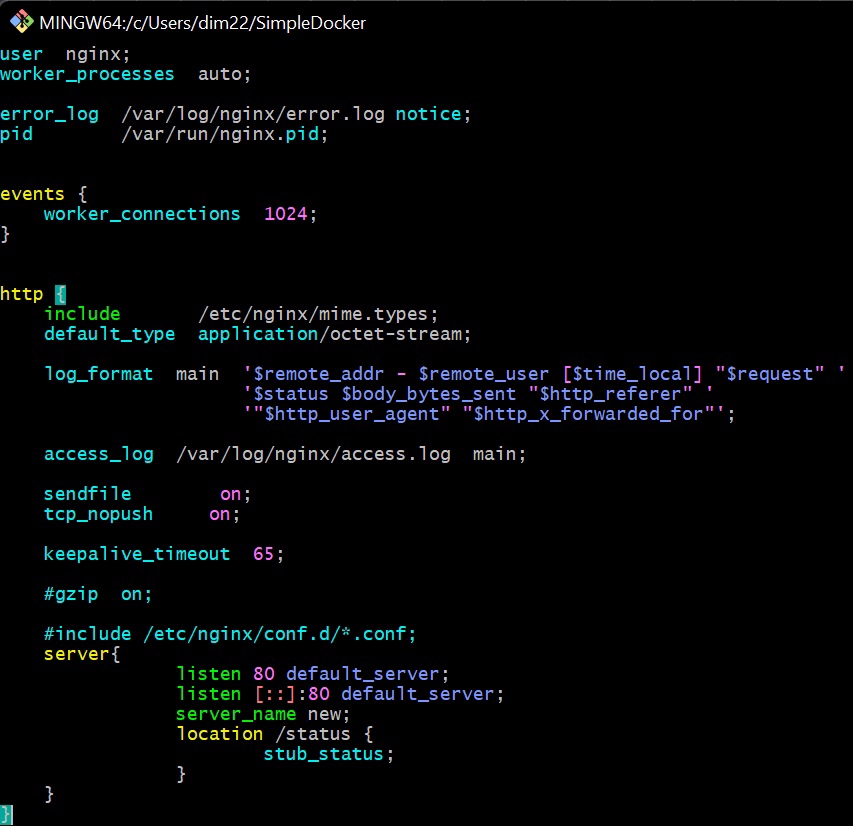 MINGW64:/c/Users/dim22/SimpleDocker
user  nginx;
worker_processes  auto;
error_log  /var/log/nginx/error.log notice;
pid        /var/run/nginx.pid;
events {
    worker_connections  1024;
}
http {
    include       /etc/nginx/mime.types;
    default_type  application/octet-stream;
    log_format  main  '$remote_addr - $remote_user [$time_local] "$request" '
                      '$status $body_bytes_sent "$http_referer" '
                      '"$http_user_agent" "$http_x_forwarded_for"';
    access_log  /var/log/nginx/access.log  main;
    sendfile        on;
    tcp_nopush     on;
    keepalive_timeout  65;
    #gzip  on;
    #include /etc/nginx/conf.d/*.conf;
    server{
                listen 80 default_server;
                listen [::]:80 default_server;
                server_name new;
                location /status {
                        stub_status;
                }
    }
}